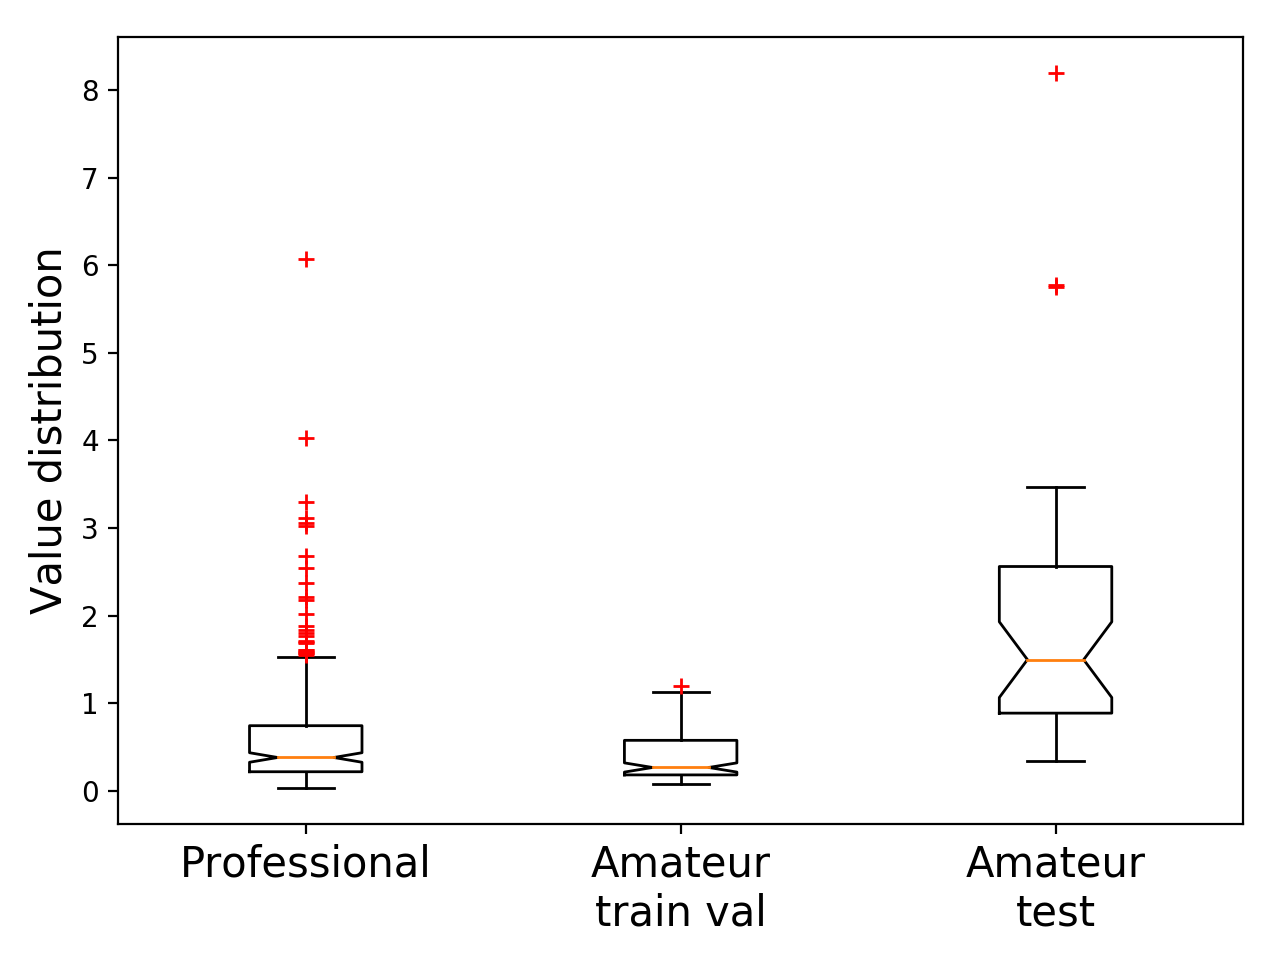 Value distribution
8
7
6
5
4
3
2
1
0
Professional
Amateur
train val
Amateur
test